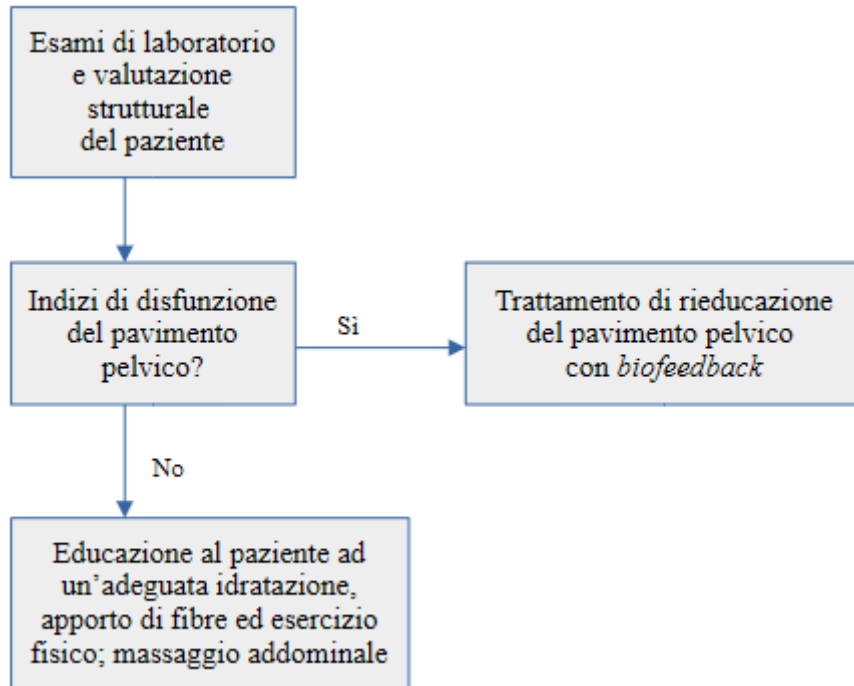 Esami di laboratorio
e valutazione
strutturale
del paziente
Indizi di disfunzione
del pavimento
pelvico?
Sì
Trattamento di rieducazione
del pavimento pelvico
con biofeedback
No
Educazione al paziente ad
un’adeguata idratazione,
apporto di fibre ed esercizio
fisico; massaggio addominale